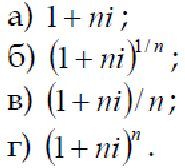 а) 1 + ni ;
б) (1 + ni)^{1/n} ;
в) (1 + ni)/n ;
г) (1 + ni)^n .